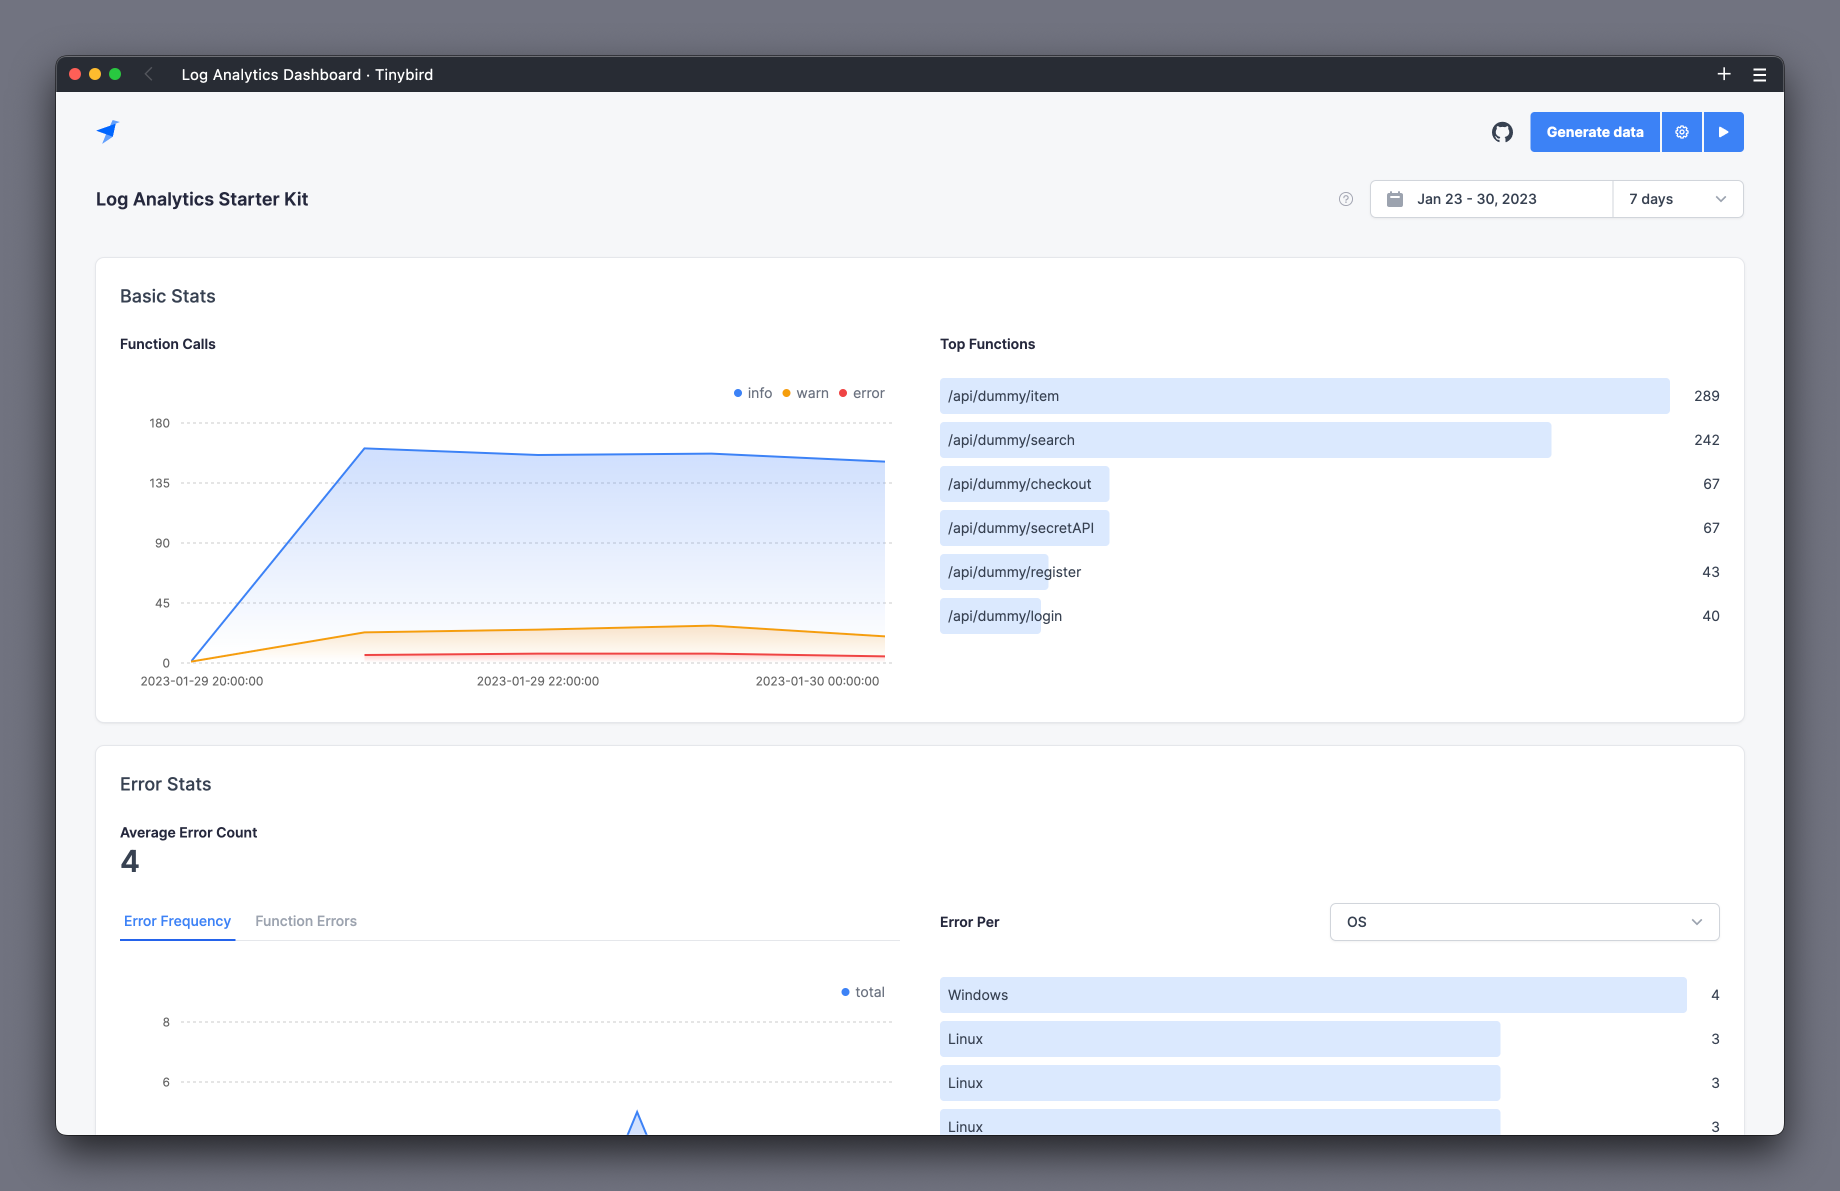 Log Analytics Dashboard · Tinybird
Generate data
Log Analytics Starter Kit
Jan 23 - 30, 2023
7 days
Basic Stats
Function Calls
info warn error
180
135
90
45
0
2023-01-29 20:00:00 2023-01-29 22:00:00 2023-01-30 00:00:00
Top Functions
/api/dummy/item 289
/api/dummy/search 242
/api/dummy/checkout 67
/api/dummy/secretAPI 67
/api/dummy/register 43
/api/dummy/login 40
Error Stats
Average Error Count
4
Error Frequency Function Errors
total
8
6
Error Per
OS
Windows 4
Linux 3
Linux 3
Linux 3